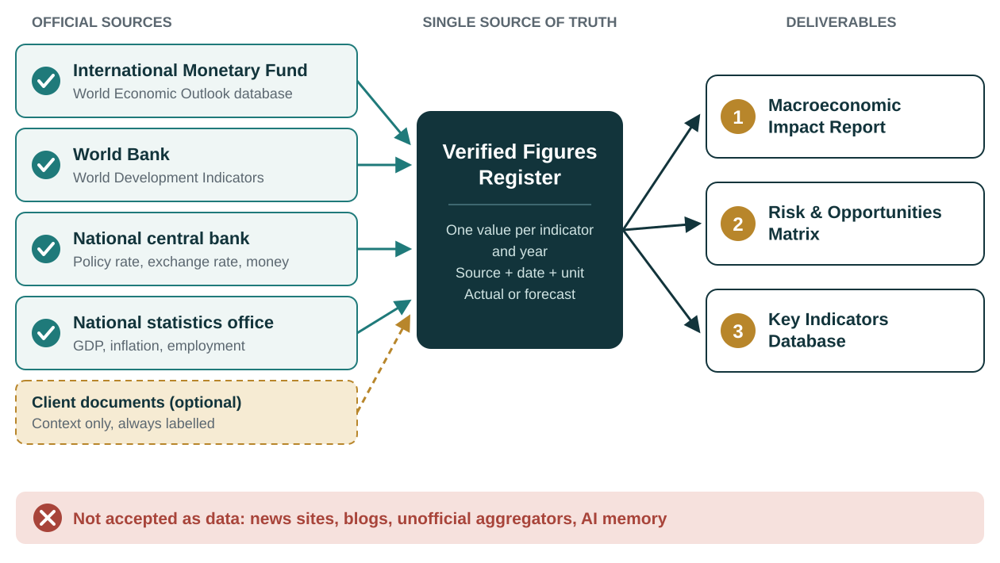 OFFICIAL SOURCES
SINGLE SOURCE OF TRUTH
DELIVERABLES
International Monetary Fund
World Economic Outlook database
World Bank
World Development Indicators
National central bank
Policy rate, exchange rate, money
National statistics office
GDP, inflation, employment
Client documents (optional)
Context only, always labelled
Verified Figures
Register
One value per indicator
and year
Source + date + unit
Actual or forecast
1
Macroeconomic
Impact Report
2
Risk & Opportunities
Matrix
3
Key Indicators
Database
Not accepted as data: news sites, blogs, unofficial aggregators, AI memory